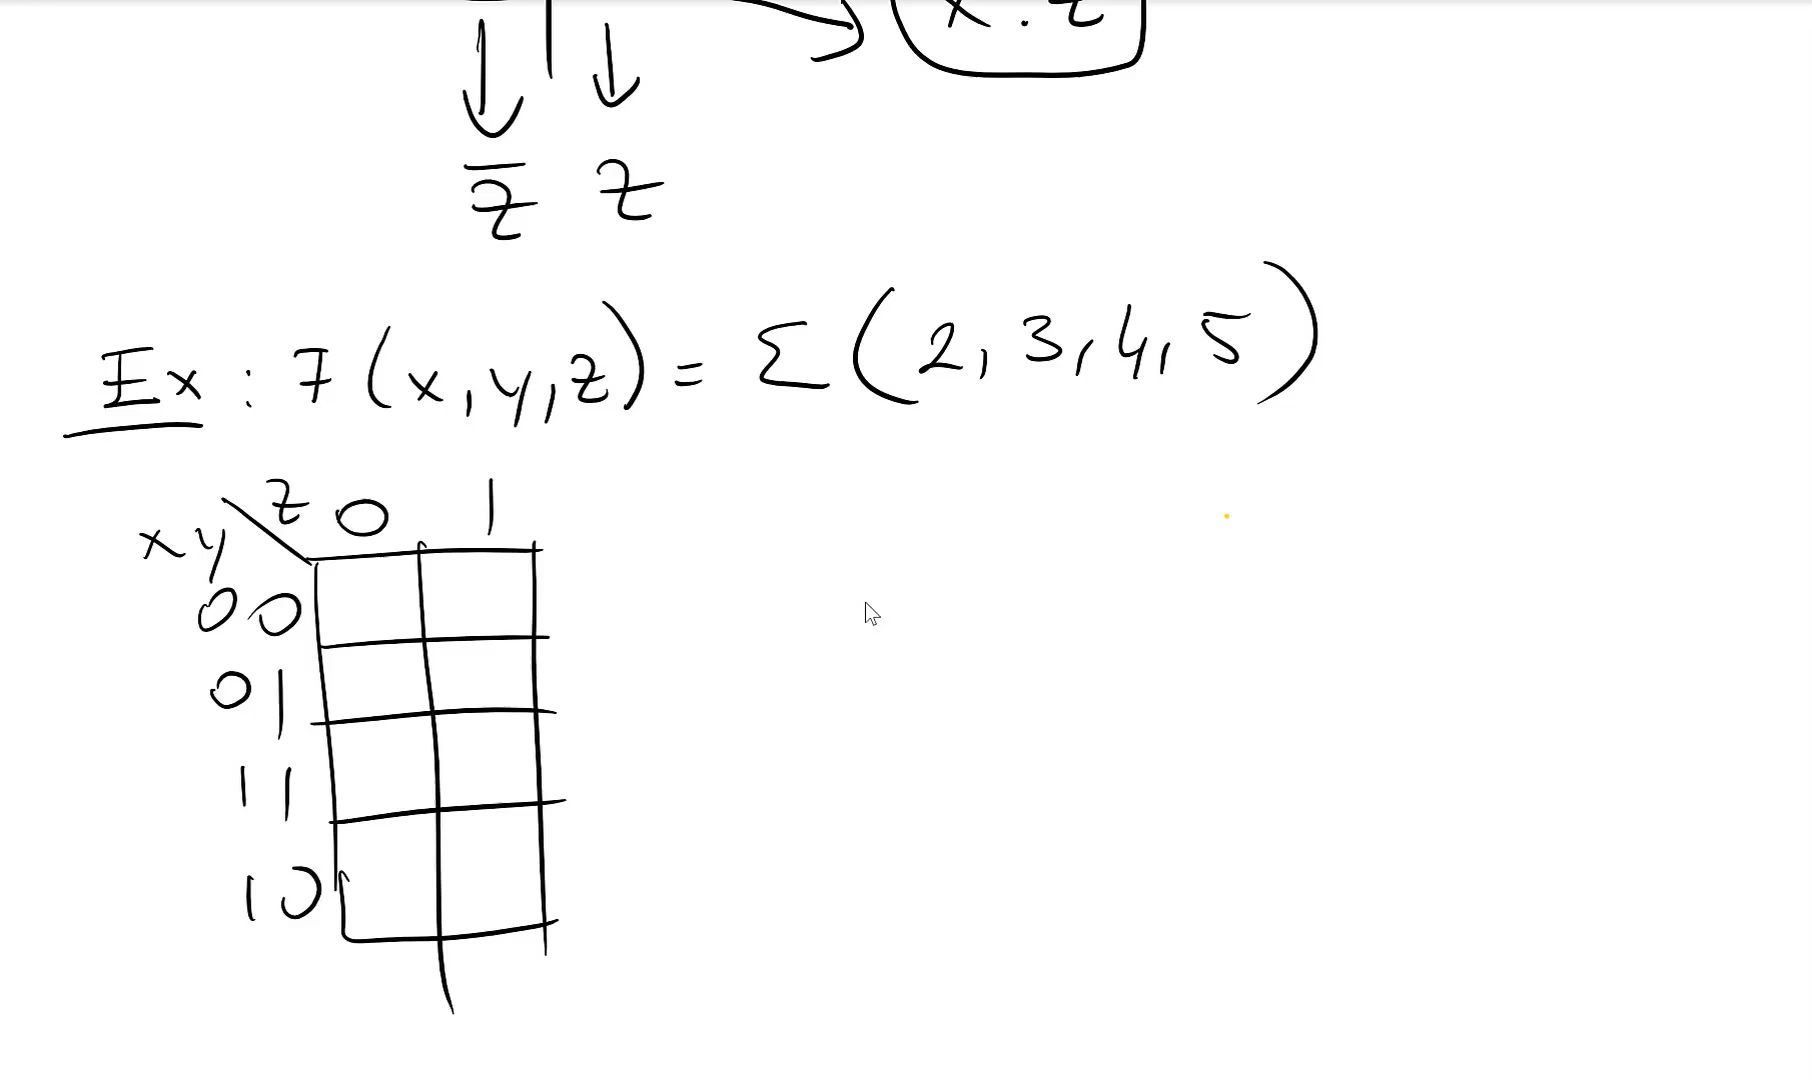 x . z
z̅ z
Ex : F(x,y,z) = Σ(2,3,4,5)
z 0 1
xy
00
01
11
10